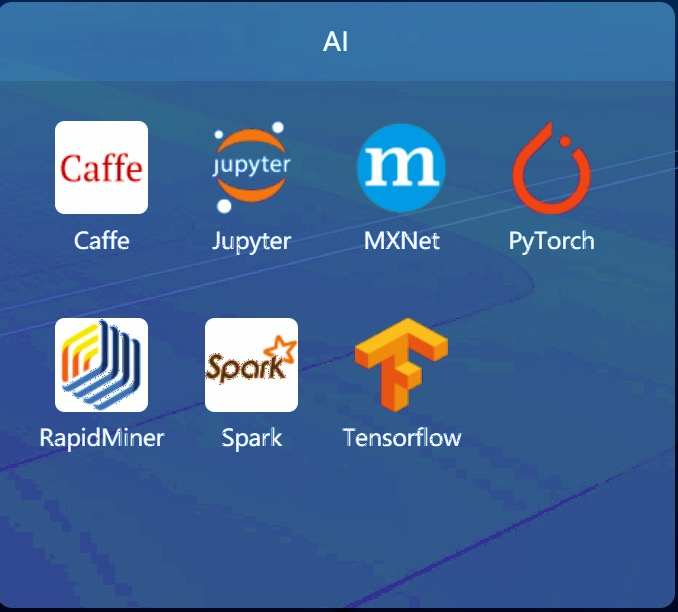 AI
Caffe
jupyter
m
Caffe
Jupyter
MXNet
PyTorch
Spark
RapidMiner
Spark
Tensorflow